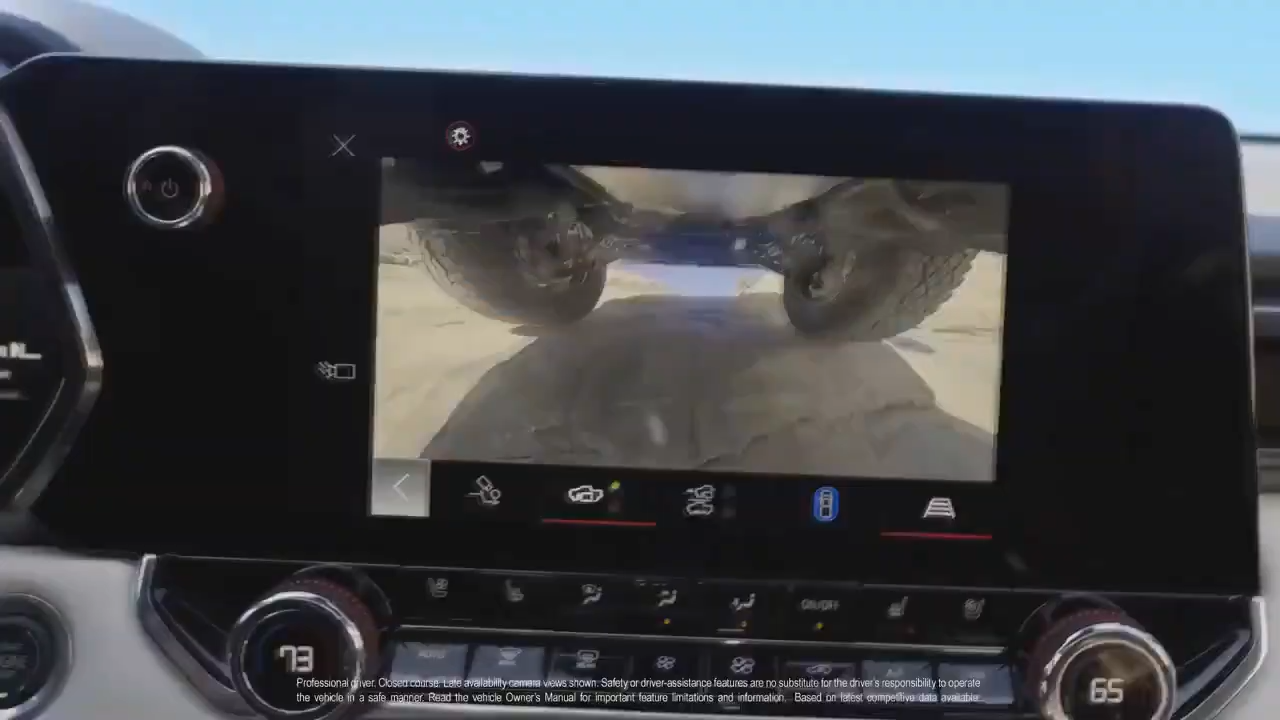 ON/OFF
AUTO
73
65
Professional driver. Closed course. Late availability camera views shown. Safety or driver-assistance features are no substitute for the driver's responsibility to operate
the vehicle in a safe manner. Read the vehicle Owner's Manual for important feature limitations and information. Based on latest competitive data available.